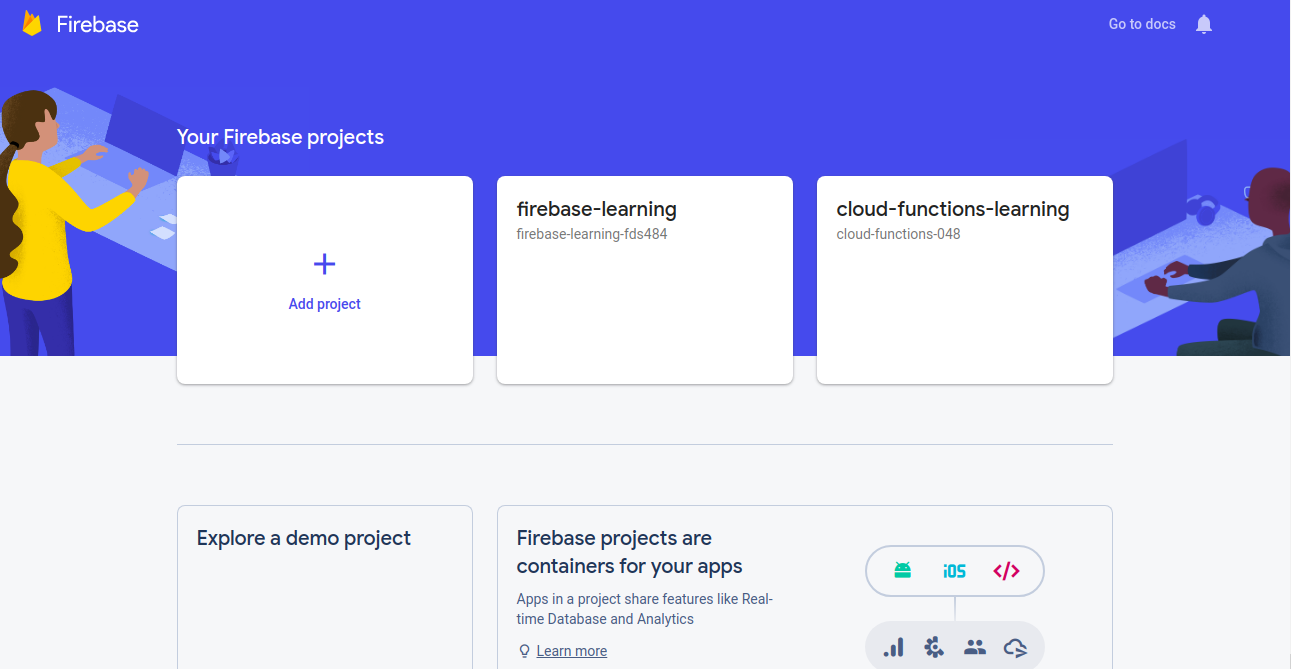 Firebase
Go to docs
Your Firebase projects
Add project
firebase-learning
firebase-learning-fds484
cloud-functions-learning
cloud-functions-048
Explore a demo project
Firebase projects are
containers for your apps
Apps in a project share features like Real-
time Database and Analytics
Learn more
iOS